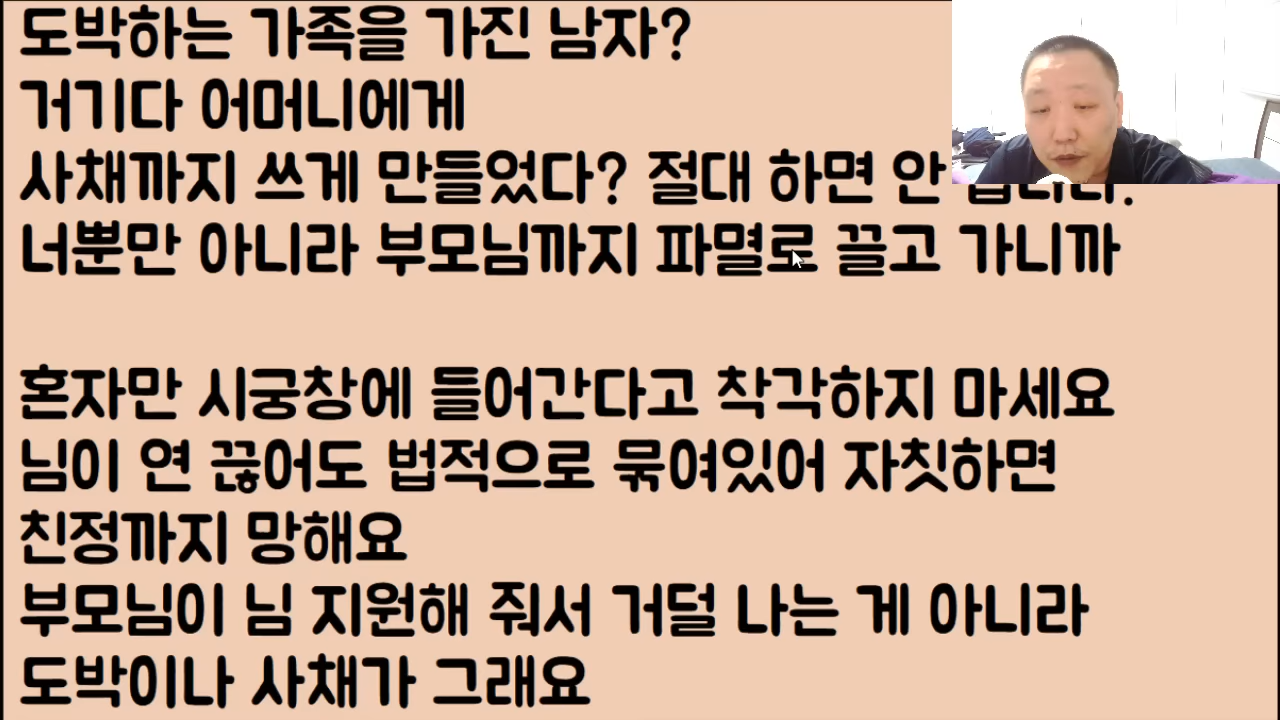 도박하는 가족을 가진 남자?
거기다 어머니에게
사채까지 쓰게 만들었다? 절대 하면 안
너뿐만 아니라 부모님까지 파멸로 끌고 가니까
혼자만 시궁창에 들어간다고 착각하지 마세요
님이 연 끊어도 법적으로 묶여있어 자칫하면
친정까지 망해요
부모님이 님 지원해 줘서 거덜 나는 게 아니라
도박이나 사채가 그래요